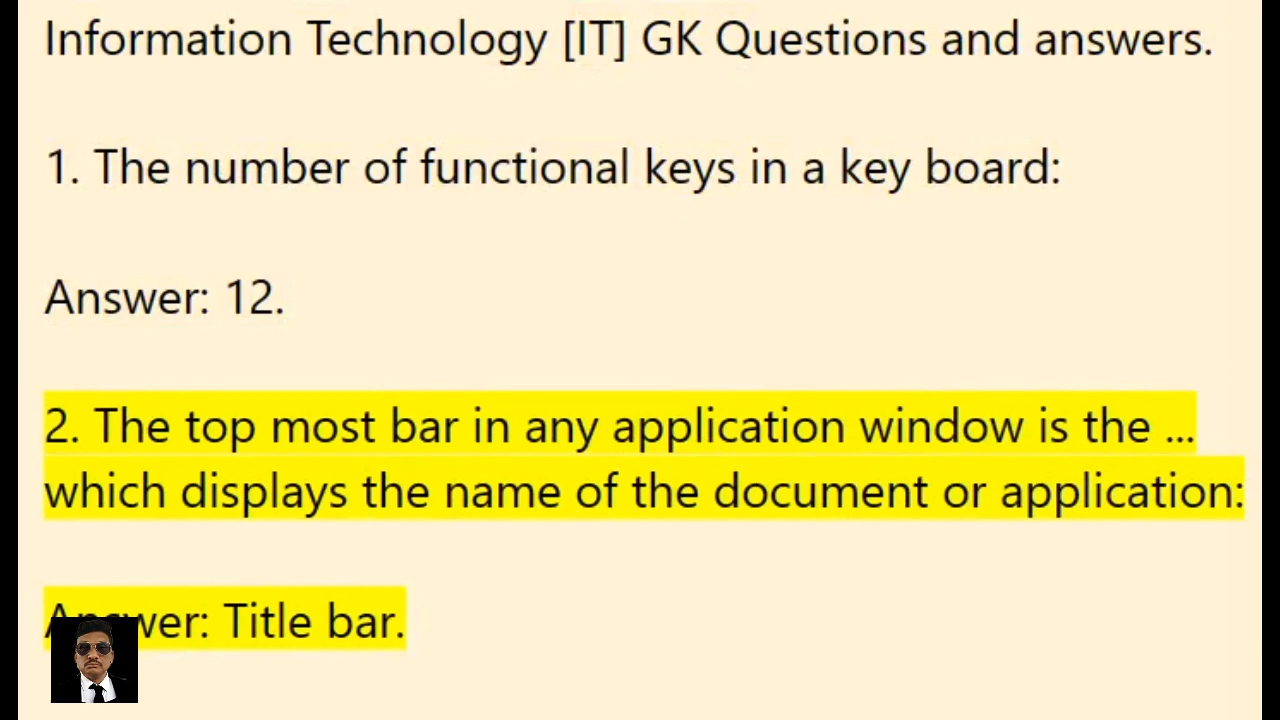 Information Technology [IT] GK Questions and answers.
1. The number of functional keys in a key board:
Answer: 12.
2. The top most bar in any application window is the ...
which displays the name of the document or application:
Answer: Title bar.